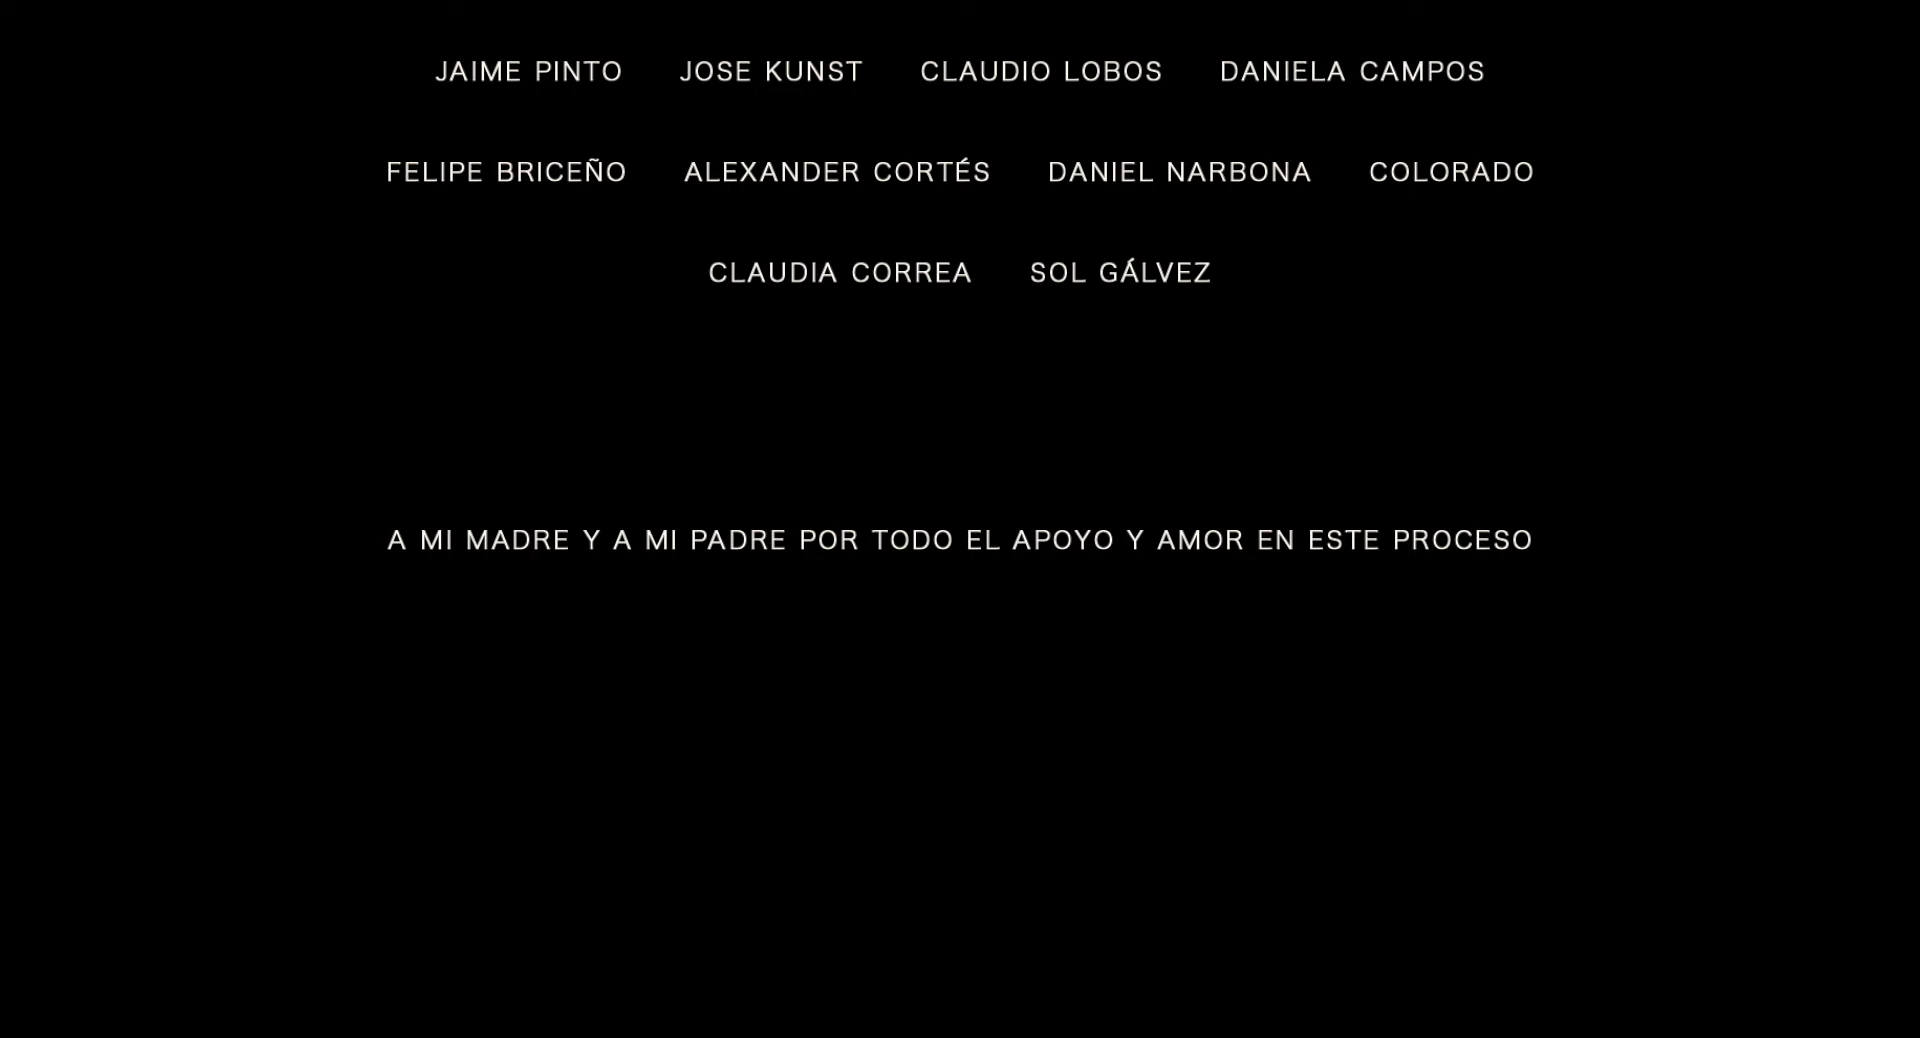 JAIME PINTO JOSE KUNST CLAUDIO LOBOS DANIELA CAMPOS
FELIPE BRICEÑO ALEXANDER CORTÉS DANIEL NARBONA COLORADO
CLAUDIA CORREA SOL GÁLVEZ
A MI MADRE Y A MI PADRE POR TODO EL APOYO Y AMOR EN ESTE PROCESO